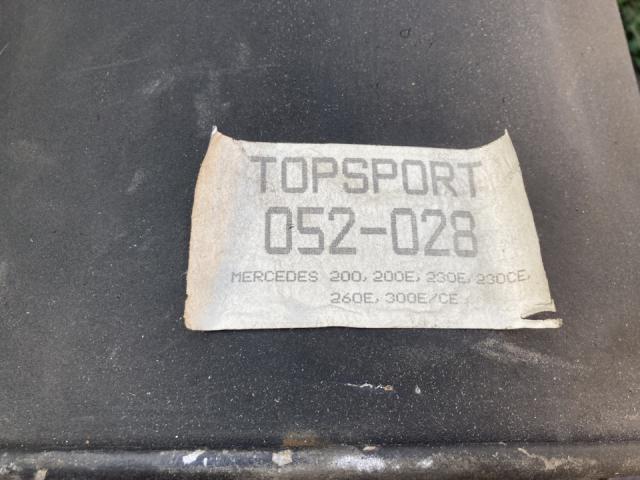 TOPSPORT
052-028
MERCEDES 200, 200E, 230E, 230CE,
260E, 300E/CE